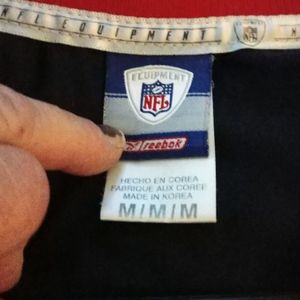 NFL EQUIPMENT
EQUIPMENT
NFL
Reebok
HECHO EN COREA
FABRIQUE AUX COREE
MADE IN KOREA
M/M/M